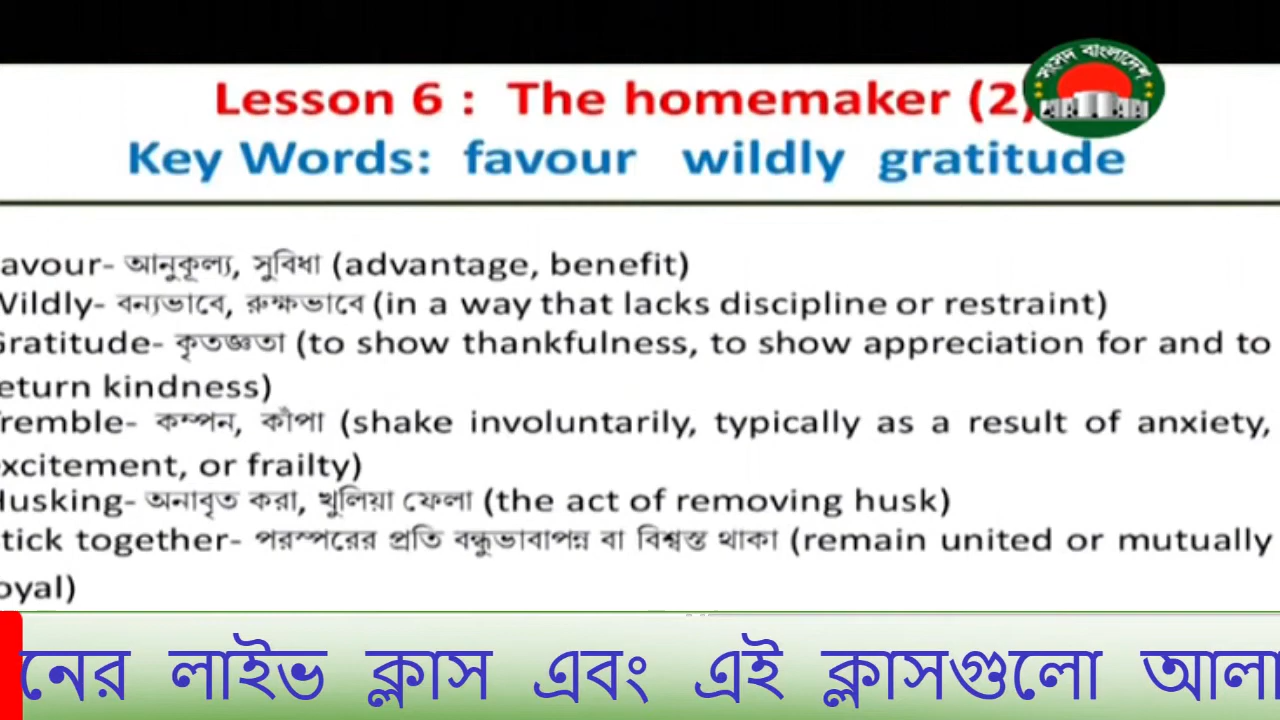 সংসদ বাংলাদেশ
Lesson 6 : The homemaker (2)
Key Words: favour wildly gratitude
avour- আনুকূল্য, সুবিধা (advantage, benefit)
Wildly- বন্যভাবে, রুক্ষভাবে (in a way that lacks discipline or restraint)
Gratitude- কৃতজ্ঞতা (to show thankfulness, to show appreciation for and to
eturn kindness)
remble- কম্পন, কাঁপা (shake involuntarily, typically as a result of anxiety,
xcitement, or frailty)
Husking- অনাবৃত করা, খুলিয়া ফেলা (the act of removing husk)
tick together- পরস্পরের প্রতি বন্ধুভাবাপন্ন বা বিশ্বস্ত থাকা (remain united or mutually
oyal)
নের লাইভ ক্লাস এবং এই ক্লাসগুলো আলা